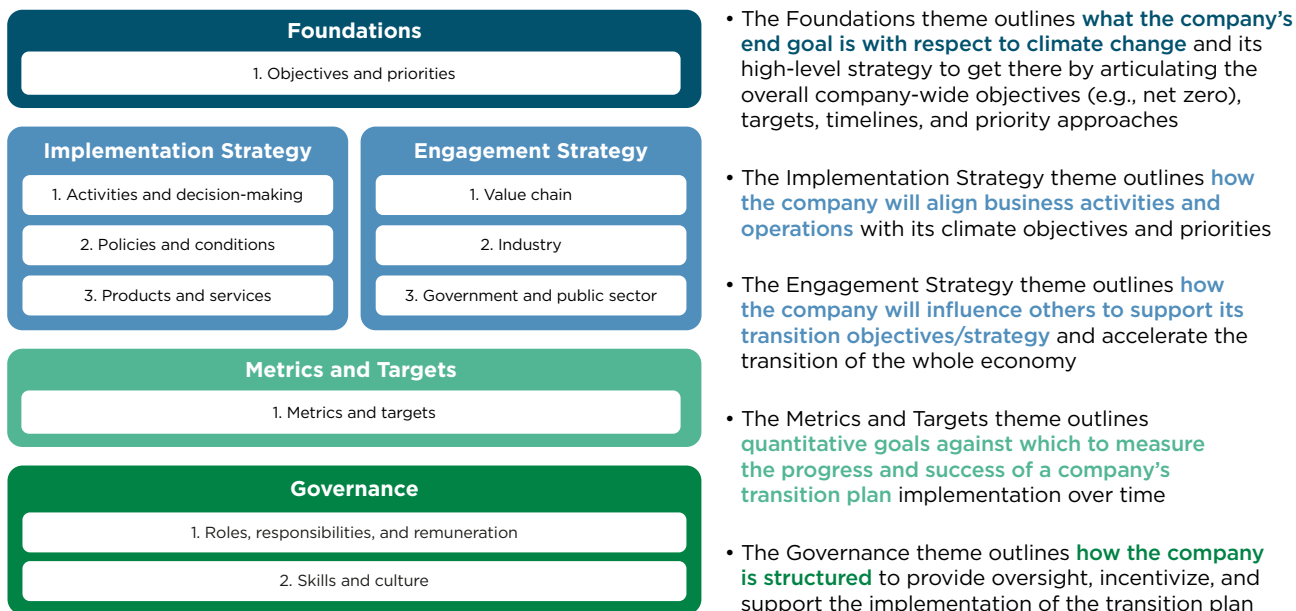 Foundations
1. Objectives and priorities
Implementation Strategy
1. Activities and decision-making
2. Policies and conditions
3. Products and services
Engagement Strategy
1. Value chain
2. Industry
3. Government and public sector
Metrics and Targets
1. Metrics and targets
Governance
1. Roles, responsibilities, and remuneration
2. Skills and culture
• The Foundations theme outlines what the company’s
end goal is with respect to climate change and its
high-level strategy to get there by articulating the
overall company-wide objectives (e.g., net zero),
targets, timelines, and priority approaches
• The Implementation Strategy theme outlines how
the company will align business activities and
operations with its climate objectives and priorities
• The Engagement Strategy theme outlines how
the company will influence others to support its
transition objectives/strategy and accelerate the
transition of the whole economy
• The Metrics and Targets theme outlines
quantitative goals against which to measure
the progress and success of a company’s
transition plan implementation over time
• The Governance theme outlines how the company
is structured to provide oversight, incentivize, and
support the implementation of the transition plan